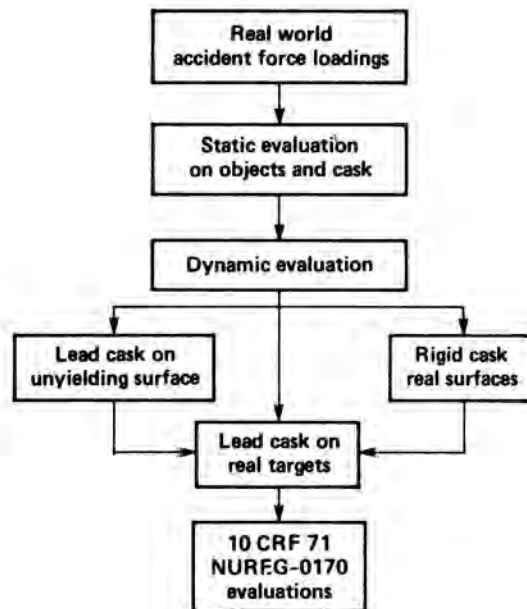 Real world
accident force loadings
Static evaluation
on objects and cask
Dynamic evaluation
Lead cask on
unyielding surface
Rigid cask
real surfaces
Lead cask on
real targets
10 CRF 71
NUREG-0170
evaluations